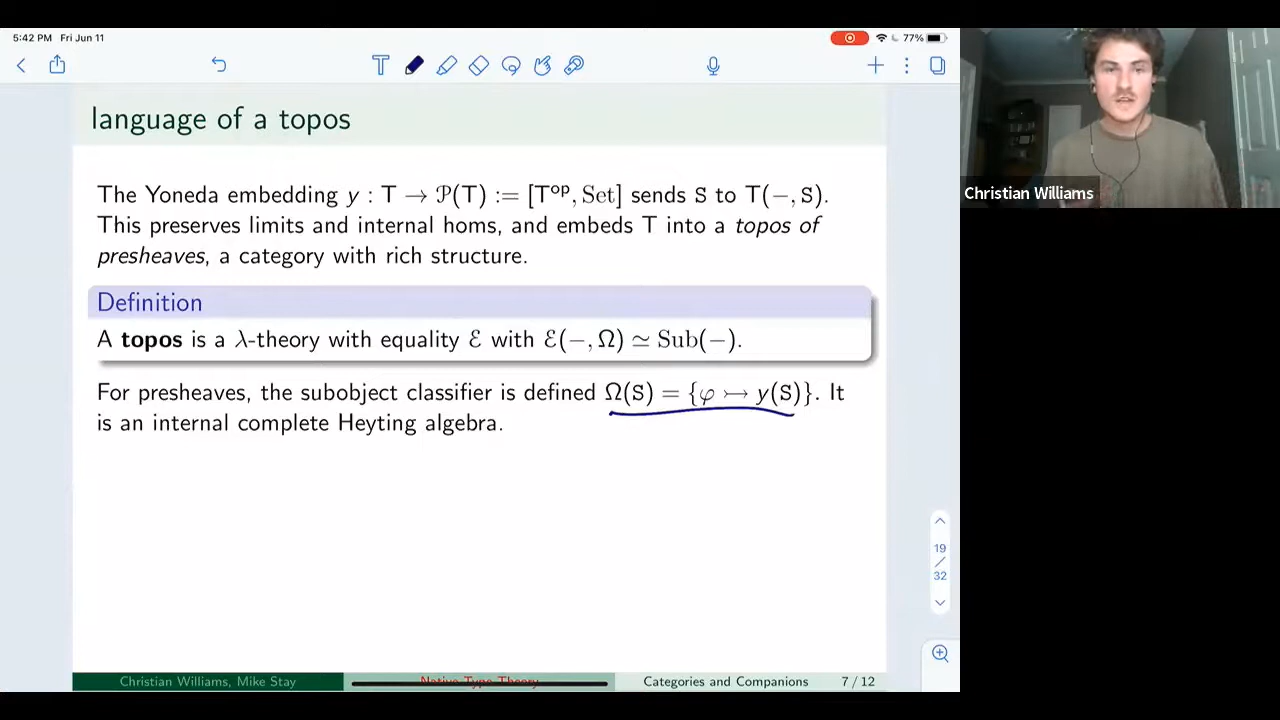 5:42 PM Fri Jun 11
77%
language of a topos
Christian Williams
The Yoneda embedding y : T → 𝒫(T) := [Tᵒᵖ, Set] sends S to T(−, S).
This preserves limits and internal homs, and embeds T into a topos of
presheaves, a category with rich structure.
Definition
A topos is a λ-theory with equality ℰ with ℰ(−, Ω) ≃ Sub(−).
For presheaves, the subobject classifier is defined Ω(S) = {φ ↣ y(S)}. It
is an internal complete Heyting algebra.
19
/
32
Christian Williams, Mike Stay Native Type Theory Categories and Companions 7 / 12